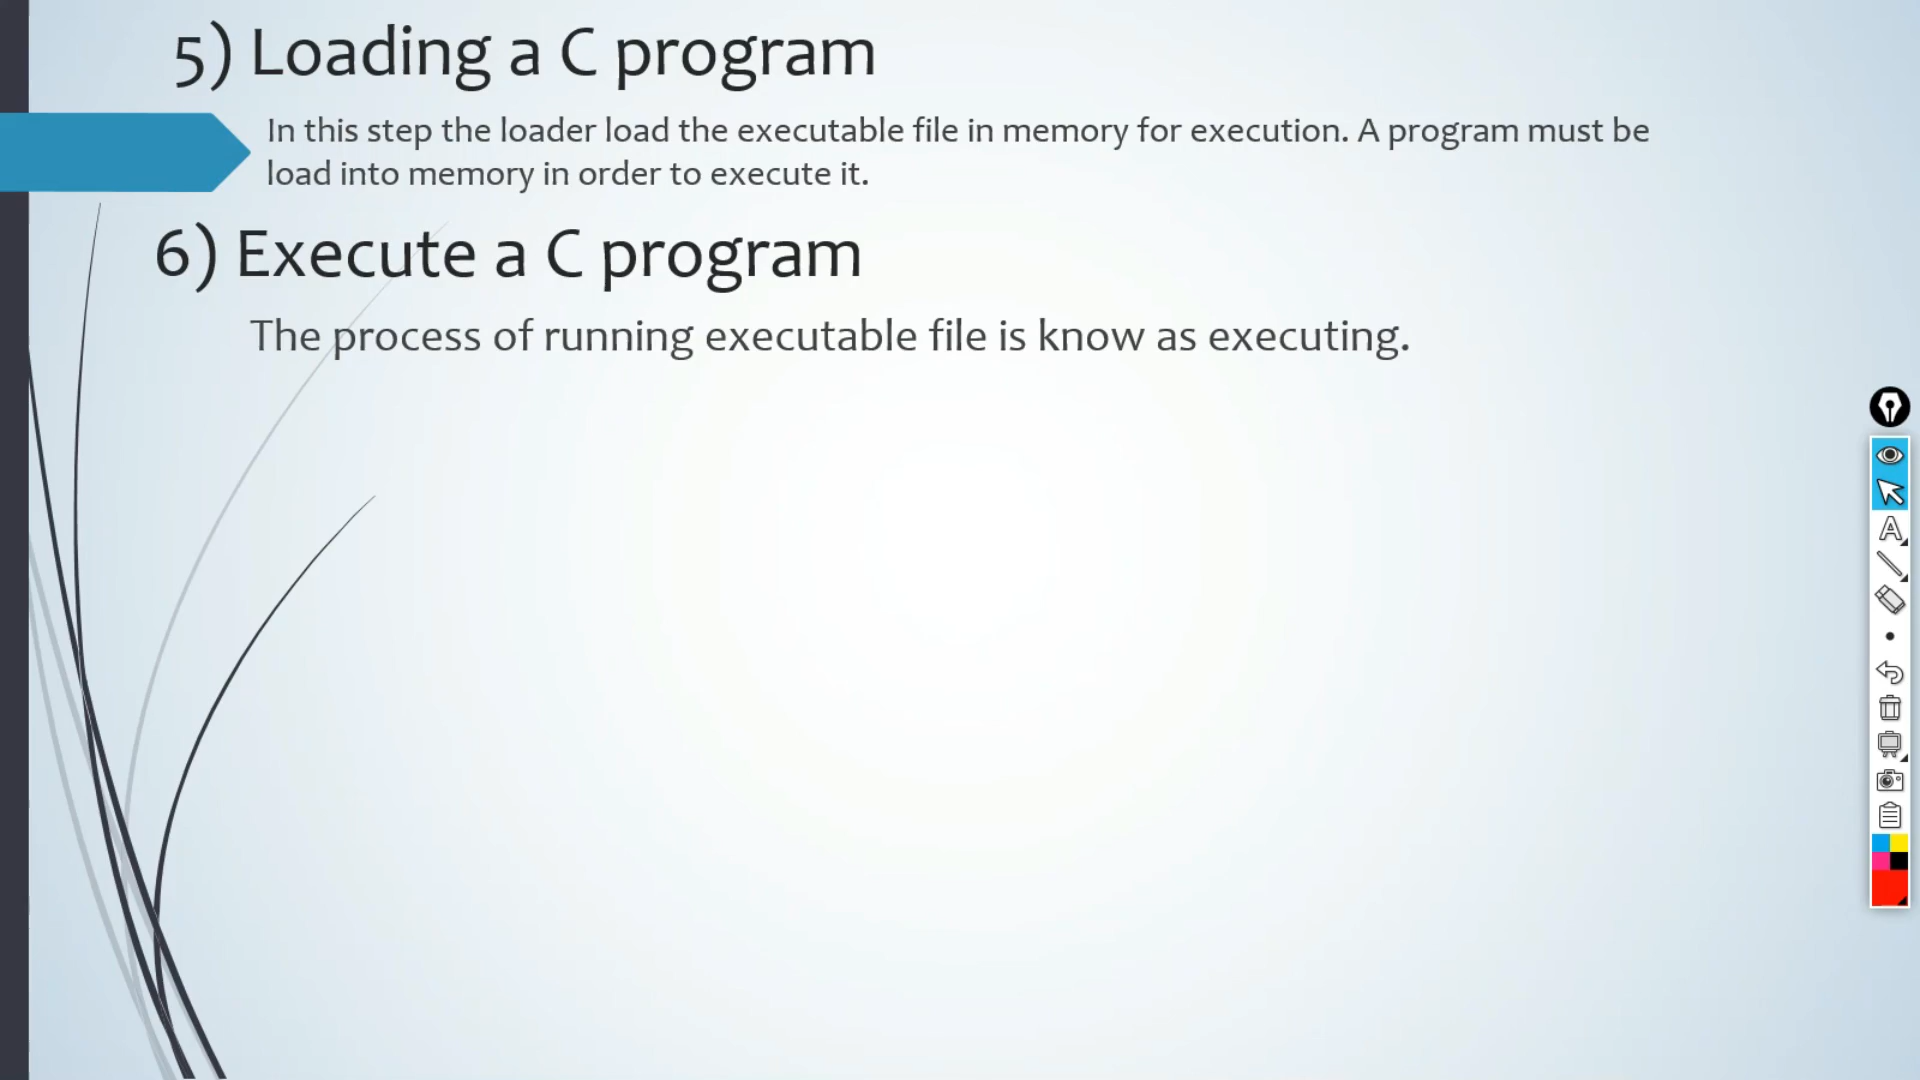 5) Loading a C program
In this step the loader load the executable file in memory for execution. A program must be
load into memory in order to execute it.
6) Execute a C program
The process of running executable file is know as executing.